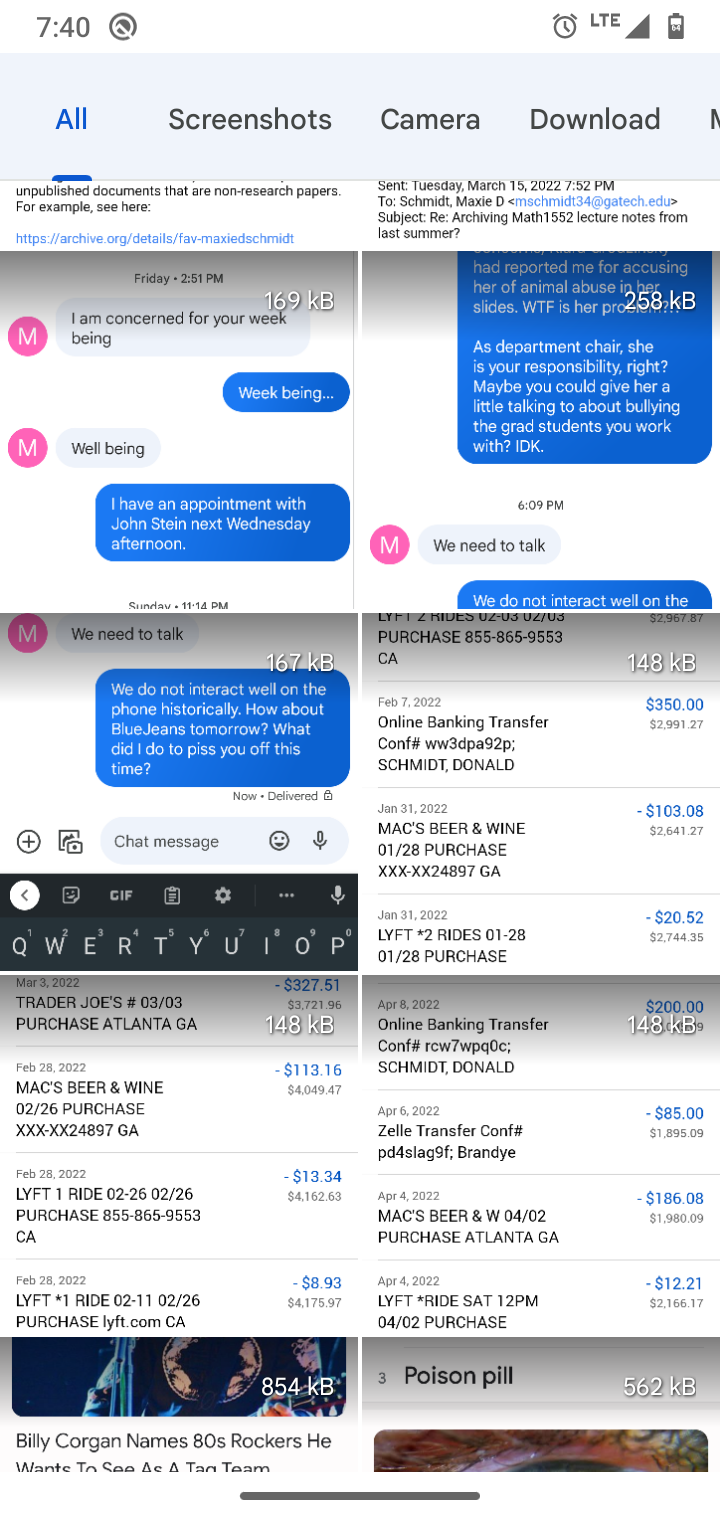 7:40
LTE
64
All Screenshots Camera Download
unpublished documents that are non-research papers.
For example, see here:
https://archive.org/details/fav-maxiedschmidt
Sent: Tuesday, March 15, 2022 7:52 PM
To: Schmidt, Maxie D <mschmidt34@gatech.edu>
Subject: Re: Archiving Math1552 lecture notes from
last summer?
Friday • 2:51 PM
169 kB
M
I am concerned for your week
being
Week being...
M
Well being
I have an appointment with
John Stein next Wednesday
afternoon.
Sunday • 11:14 PM
had reported me for accusing
her of animal abuse in her
slides. WTF is her problem?..
258 kB
As department chair, she
is your responsibility, right?
Maybe you could give her a
little talking to about bullying
the grad students you work
with? IDK.
6:09 PM
M
We need to talk
We do not interact well on the
M
We need to talk
167 kB
We do not interact well on the
phone historically. How about
BlueJeans tomorrow? What
did I do to piss you off this
time?
Now • Delivered
Chat message
GIF
Q1 W2 E3 R4 T5 Y6 U7 I8 O9 P0
LYFT 2 RIDES 02-03 02/03
$2,967.87
PURCHASE 855-865-9553
CA
148 kB
Feb 7, 2022
$350.00
Online Banking Transfer
$2,991.27
Conf# ww3dpa92p;
SCHMIDT, DONALD
Jan 31, 2022
- $103.08
MAC'S BEER & WINE
$2,641.27
01/28 PURCHASE
XXX-XX24897 GA
Jan 31, 2022
- $20.52
LYFT *2 RIDES 01-28
$2,744.35
01/28 PURCHASE
Mar 3, 2022
- $327.51
TRADER JOE'S # 03/03
$3,721.96
PURCHASE ATLANTA GA
148 kB
Feb 28, 2022
- $113.16
MAC'S BEER & WINE
$4,049.47
02/26 PURCHASE
XXX-XX24897 GA
Feb 28, 2022
- $13.34
LYFT 1 RIDE 02-26 02/26
$4,162.63
PURCHASE 855-865-9553
CA
Feb 28, 2022
- $8.93
LYFT *1 RIDE 02-11 02/26
$4,175.97
PURCHASE lyft.com CA
Apr 8, 2022
$200.00
Online Banking Transfer
148 kB
Conf# rcw7wpq0c;
SCHMIDT, DONALD
Apr 6, 2022
- $85.00
Zelle Transfer Conf#
$1,895.09
pd4slag9f; Brandye
Apr 4, 2022
- $186.08
MAC'S BEER & W 04/02
$1,980.09
PURCHASE ATLANTA GA
Apr 4, 2022
- $12.21
LYFT *RIDE SAT 12PM
$2,166.17
04/02 PURCHASE
854 kB
Billy Corgan Names 80s Rockers He
Wants To See As A Tag Team
3 Poison pill
562 kB